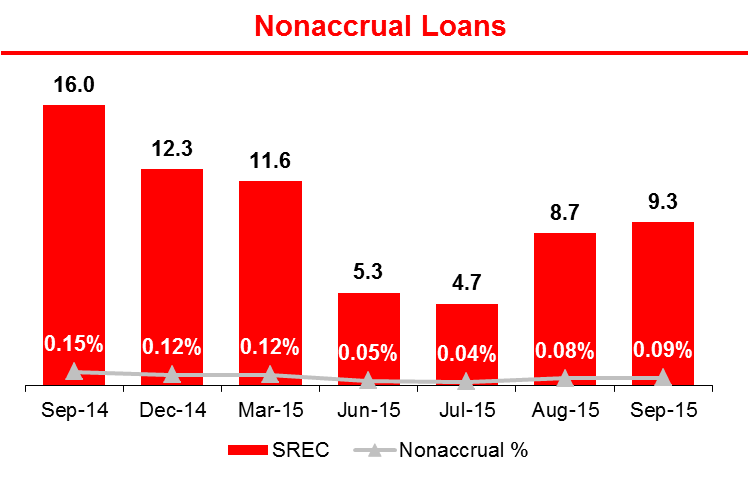 Nonaccrual Loans
16.0
12.3
11.6
5.3
4.7
8.7
9.3
0.15% 0.12% 0.12% 0.05% 0.04% 0.08% 0.09%
Sep-14 Dec-14 Mar-15 Jun-15 Jul-15 Aug-15 Sep-15
SREC Nonaccrual %